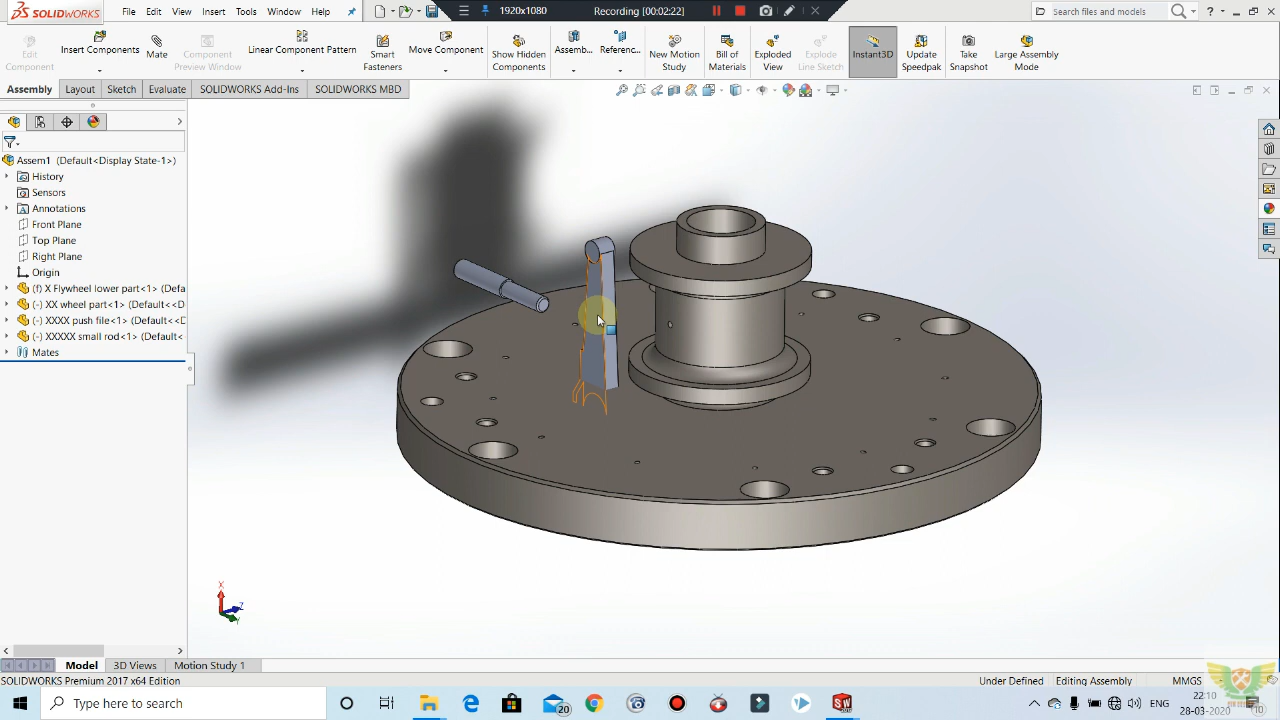 SOLIDWORKS
File Edit View Insert Tools Window Help
1920x1080 Recording [00:02:22]
Search files and models
Edit Component
Insert Components
Mate
Component Preview Window
Linear Component Pattern
Smart Fasteners
Move Component
Show Hidden Components
Assemb...
Referenc...
New Motion Study
Bill of Materials
Exploded View
Explode Line Sketch
Instant3D
Update Speedpak
Take Snapshot
Large Assembly Mode
Assembly Layout Sketch Evaluate SOLIDWORKS Add-Ins SOLIDWORKS MBD
Assem1 (Default<Display State-1>)
History
Sensors
Annotations
Front Plane
Top Plane
Right Plane
Origin
(f) X Flywheel lower part<1> (Defa
(-) XX wheel part<1> (Default<<D
(-) XXXX push file<1> (Default<<D
(-) XXXXX small rod<1> (Default<
Mates
X
Z
Y
Model 3D Views Motion Study 1
SOLIDWORKS Premium 2017 x64 Edition
Under Defined Editing Assembly MMGS
Type here to search
20
SW
ENG
22:10
28-03-2020
10